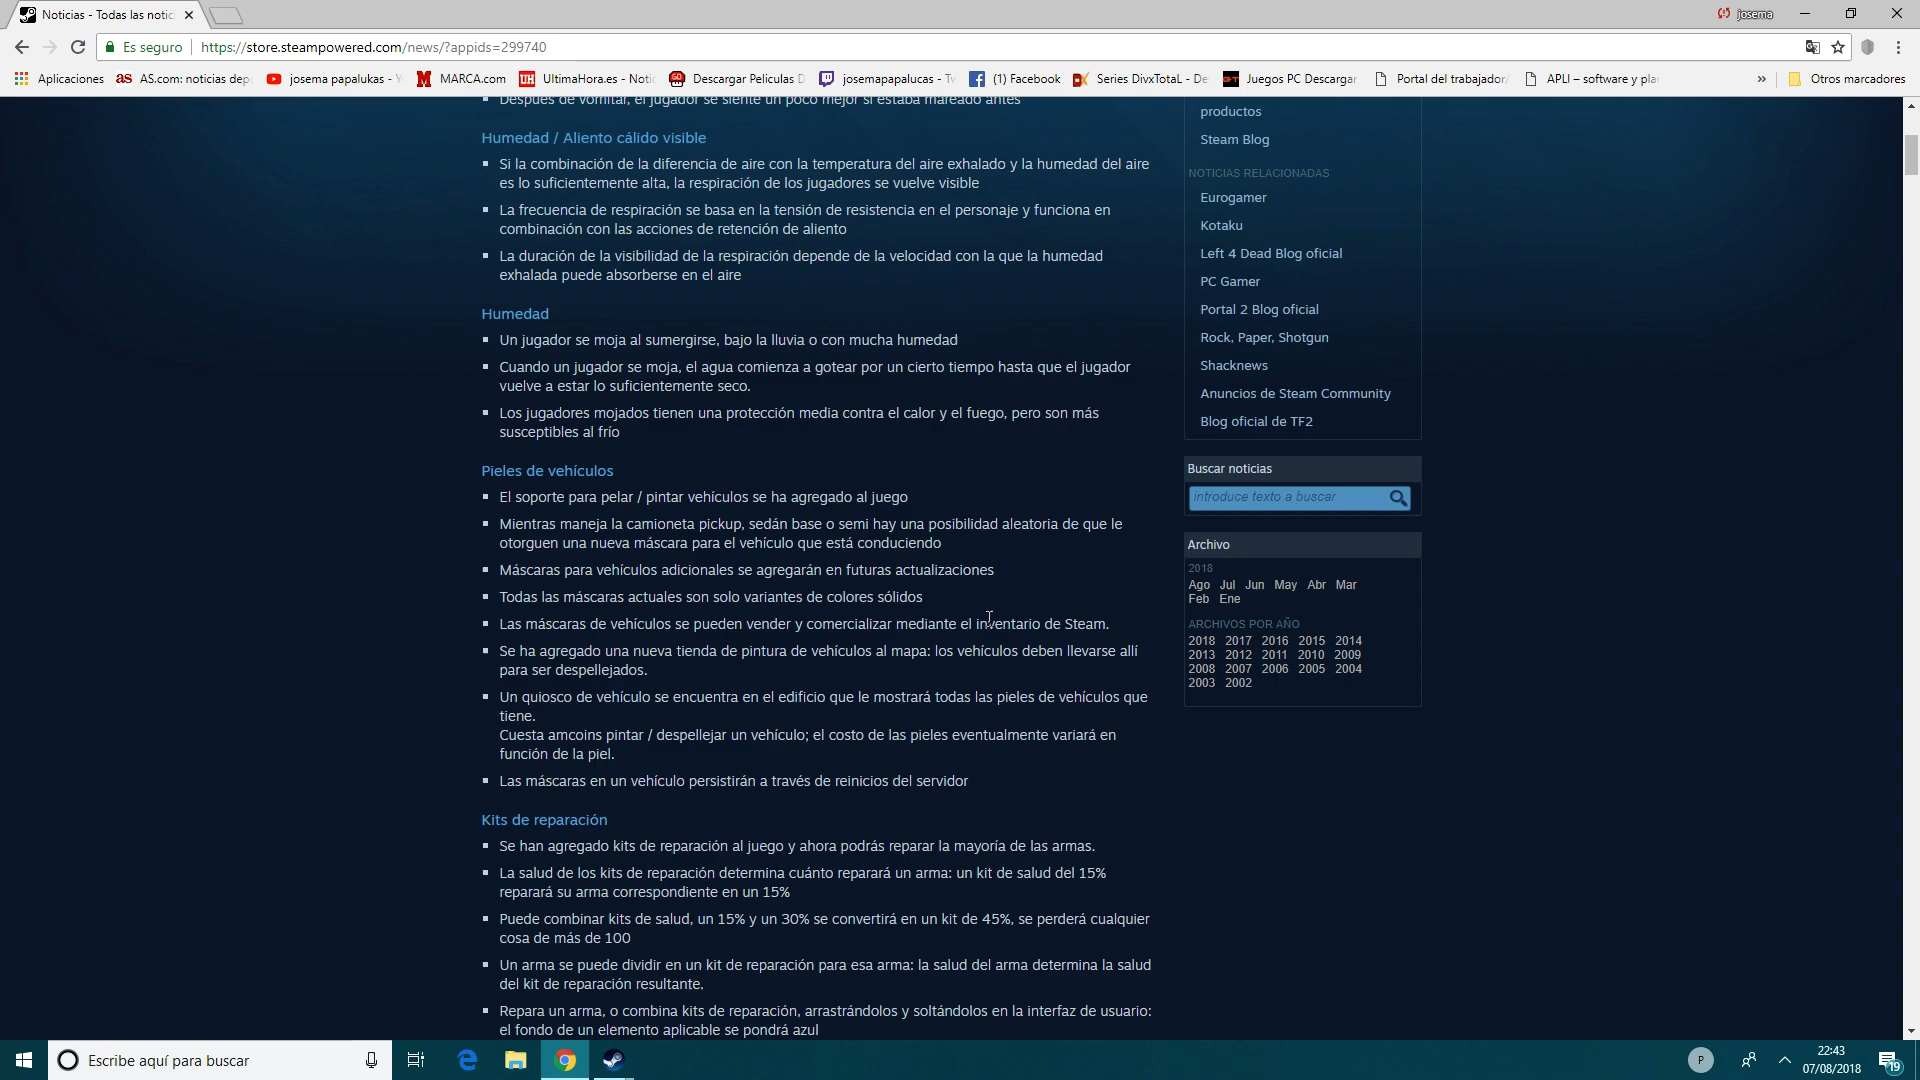 Noticias - Todas las notic
josema
Es seguro
https://store.steampowered.com/news/?appids=299740
Aplicaciones
AS.com: noticias dep
josema papalukas - Y
MARCA.com
UltimaHora.es - Notic
Descargar Peliculas D
josemapapalucas - Tw
(1) Facebook
Series DivxTotaL - De
Juegos PC Descargar
Portal del trabajador
APLI – software y plan
»
Otros marcadores
Después de vomitar, el jugador se siente un poco mejor si estaba mareado antes
Humedad / Aliento cálido visible
Si la combinación de la diferencia de aire con la temperatura del aire exhalado y la humedad del aire
es lo suficientemente alta, la respiración de los jugadores se vuelve visible
La frecuencia de respiración se basa en la tensión de resistencia en el personaje y funciona en
combinación con las acciones de retención de aliento
La duración de la visibilidad de la respiración depende de la velocidad con la que la humedad
exhalada puede absorberse en el aire
Humedad
Un jugador se moja al sumergirse, bajo la lluvia o con mucha humedad
Cuando un jugador se moja, el agua comienza a gotear por un cierto tiempo hasta que el jugador
vuelve a estar lo suficientemente seco.
Los jugadores mojados tienen una protección media contra el calor y el fuego, pero son más
susceptibles al frío
Pieles de vehículos
El soporte para pelar / pintar vehículos se ha agregado al juego
Mientras maneja la camioneta pickup, sedán base o semi hay una posibilidad aleatoria de que le
otorguen una nueva máscara para el vehículo que está conduciendo
Máscaras para vehículos adicionales se agregarán en futuras actualizaciones
Todas las máscaras actuales son solo variantes de colores sólidos
Las máscaras de vehículos se pueden vender y comercializar mediante el inventario de Steam.
Se ha agregado una nueva tienda de pintura de vehículos al mapa: los vehículos deben llevarse allí
para ser despellejados.
Un quiosco de vehículo se encuentra en el edificio que le mostrará todas las pieles de vehículos que
tiene.
Cuesta amcoins pintar / despellejar un vehículo; el costo de las pieles eventualmente variará en
función de la piel.
Las máscaras en un vehículo persistirán a través de reinicios del servidor
Kits de reparación
Se han agregado kits de reparación al juego y ahora podrás reparar la mayoría de las armas.
La salud de los kits de reparación determina cuánto reparará un arma: un kit de salud del 15%
reparará su arma correspondiente en un 15%
Puede combinar kits de salud, un 15% y un 30% se convertirá en un kit de 45%, se perderá cualquier
cosa de más de 100
Un arma se puede dividir en un kit de reparación para esa arma: la salud del arma determina la salud
del kit de reparación resultante.
Repara un arma, o combina kits de reparación, arrastrándolos y soltándolos en la interfaz de usuario:
el fondo de un elemento aplicable se pondrá azul
productos
Steam Blog
NOTICIAS RELACIONADAS
Eurogamer
Kotaku
Left 4 Dead Blog oficial
PC Gamer
Portal 2 Blog oficial
Rock, Paper, Shotgun
Shacknews
Anuncios de Steam Community
Blog oficial de TF2
Buscar noticias
introduce texto a buscar
Archivo
2018
Ago Jul Jun May Abr Mar
Feb Ene
ARCHIVOS POR AÑO
2018 2017 2016 2015 2014
2013 2012 2011 2010 2009
2008 2007 2006 2005 2004
2003 2002
Escribe aquí para buscar
P
22:43
07/08/2018
19